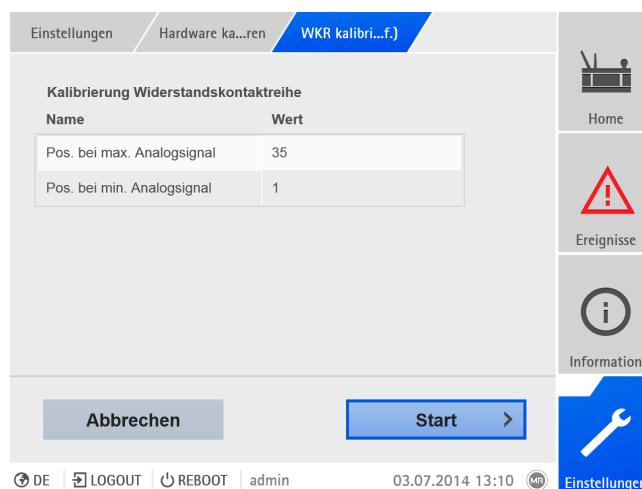 Einstellungen Hardware ka...ren WKR kalibri...f.)
Kalibrierung Widerstandskontaktreihe
Name Wert
Pos. bei max. Analogsignal 35
Pos. bei min. Analogsignal 1
Abbrechen Start
Home
Ereignisse
Information
Einstellungen
DE LOGOUT REBOOT admin 03.07.2014 13:10 MR